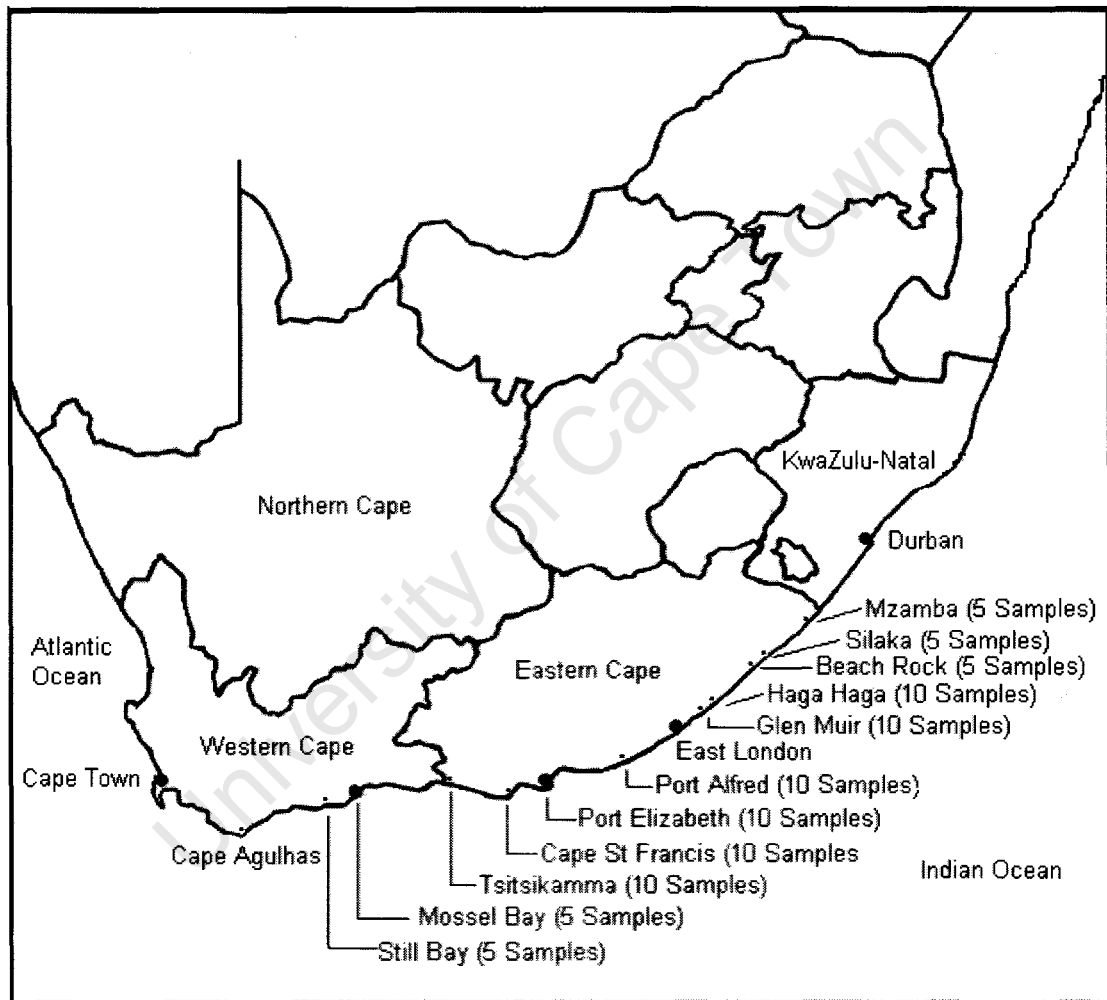 University of Cape Town
KwaZulu-Natal
Northern Cape
Durban
Mzamba (5 Samples)
Atlantic
Ocean
Silaka (5 Samples)
Eastern Cape
Beach Rock (5 Samples)
Haga Haga (10 Samples)
Glen Muir (10 Samples)
Western Cape
East London
Cape Town
Port Alfred (10 Samples)
Port Elizabeth (10 Samples)
Cape Agulhas
Cape St Francis (10 Samples
Indian Ocean
Tsitsikamma (10 Samples)
Mossel Bay (5 Samples)
Still Bay (5 Samples)